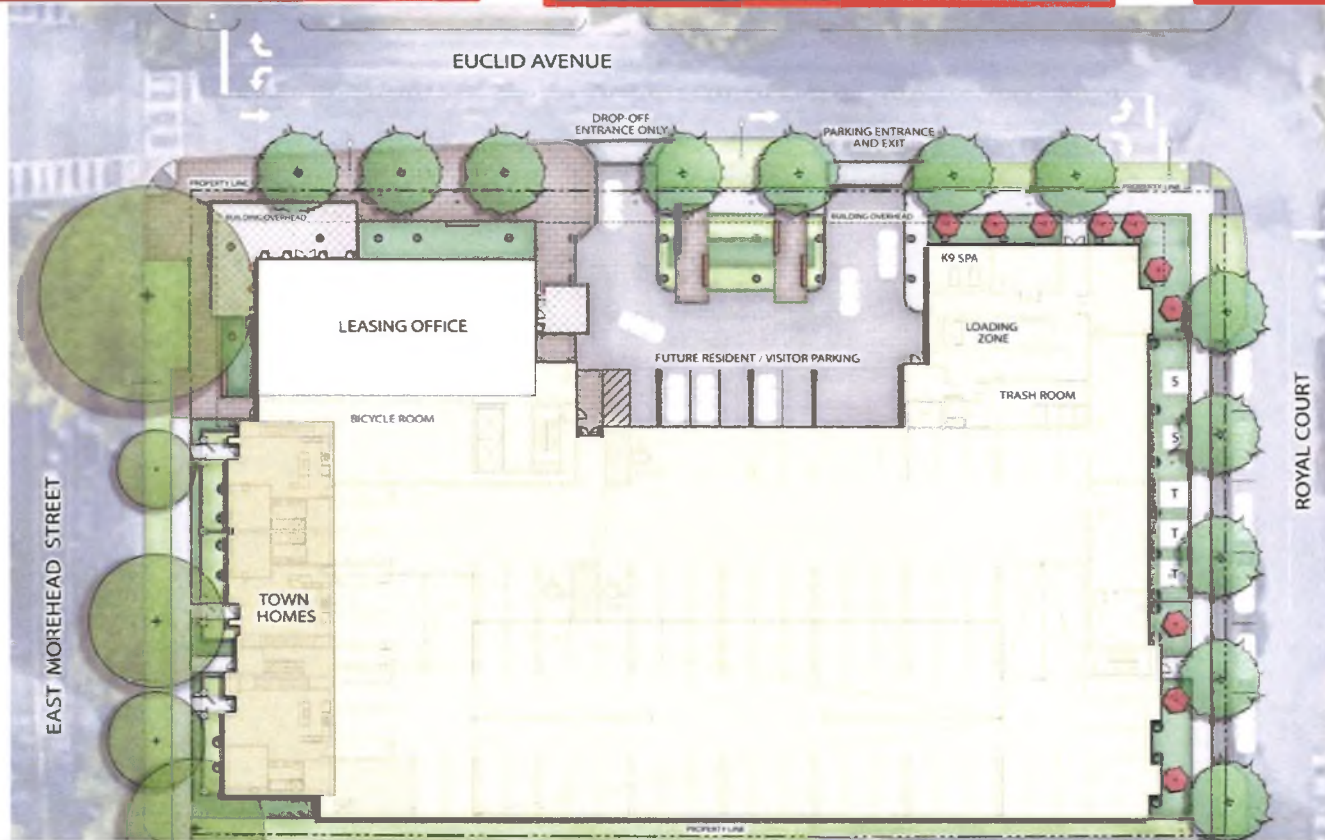 EUCLID AVENUE
DROP-OFF
ENTRANCE ONLY
PARKING ENTRANCE
AND EXIT
PROPERTY LINE
PROPERTY LINE
BUILDING OVERHEAD
BUILDING OVERHEAD
K9 SPA
LEASING OFFICE
LOADING
ZONE
FUTURE RESIDENT / VISITOR PARKING
TRASH ROOM
BICYCLE ROOM
S
S
T
T
T
EAST MOREHEAD STREET
ROYAL COURT
TOWN
HOMES
PROPERTY LINE